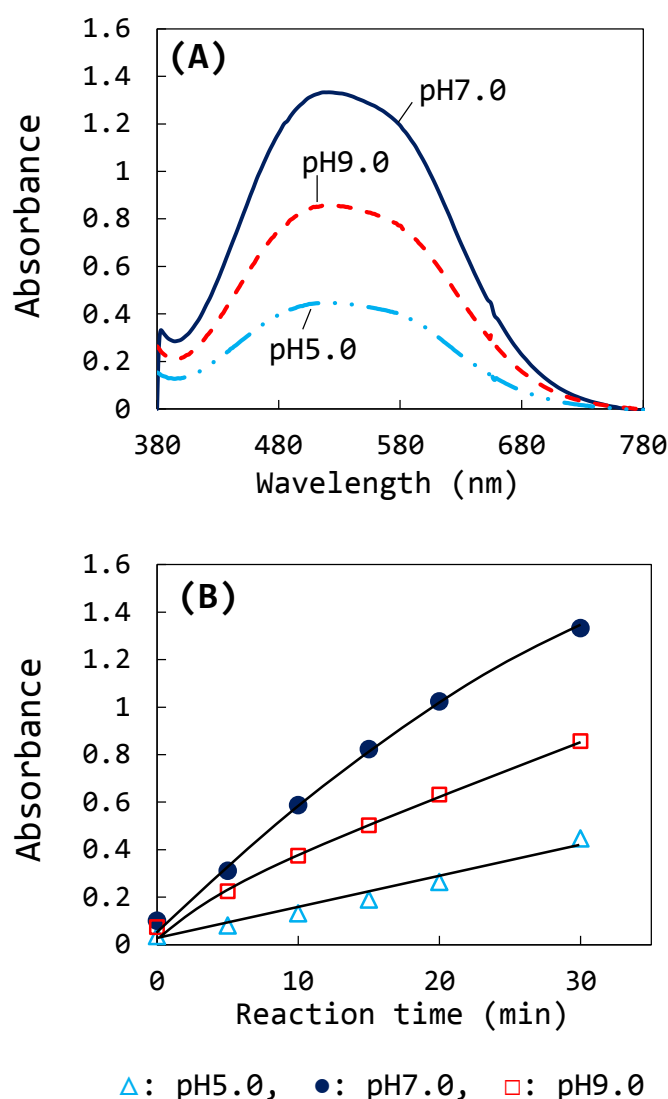 (A)
1.6
1.4
1.2
1
0.8
0.6
0.4
0.2
0
Absorbance
pH7.0
pH9.0
pH5.0
380 480 580 680 780
Wavelength (nm)
(B)
1.6
1.4
1.2
1
0.8
0.6
0.4
0.2
0
Absorbance
0 10 20 30
Reaction time (min)
△: pH5.0, ●: pH7.0, □: pH9.0